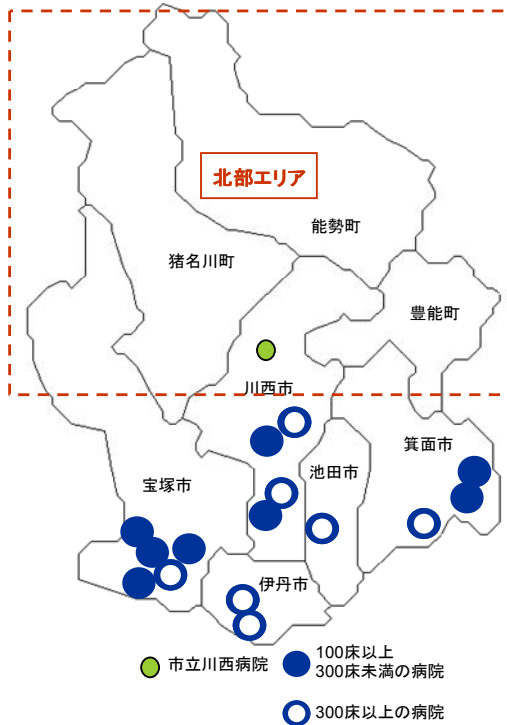 北部エリア
能勢町
猪名川町
豊能町
川西市
箕面市
池田市
宝塚市
伊丹市
市立川西病院
100床以上
300床未満の病院
300床以上の病院